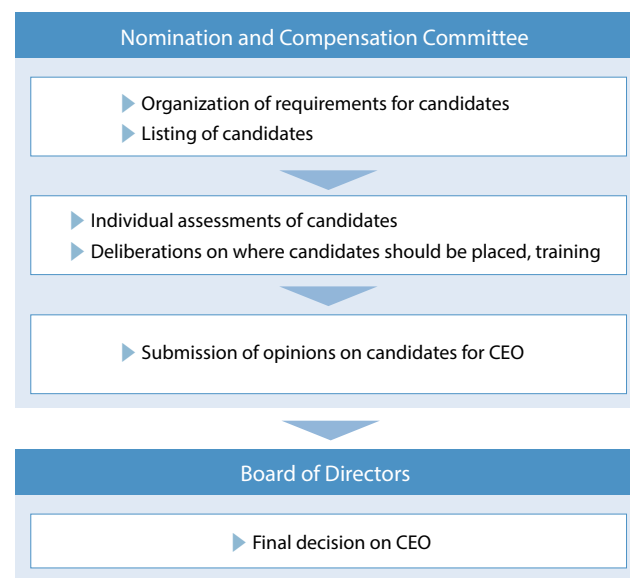 Nomination and Compensation Committee
Organization of requirements for candidates
Listing of candidates
Individual assessments of candidates
Deliberations on where candidates should be placed, training
Submission of opinions on candidates for CEO
Board of Directors
Final decision on CEO